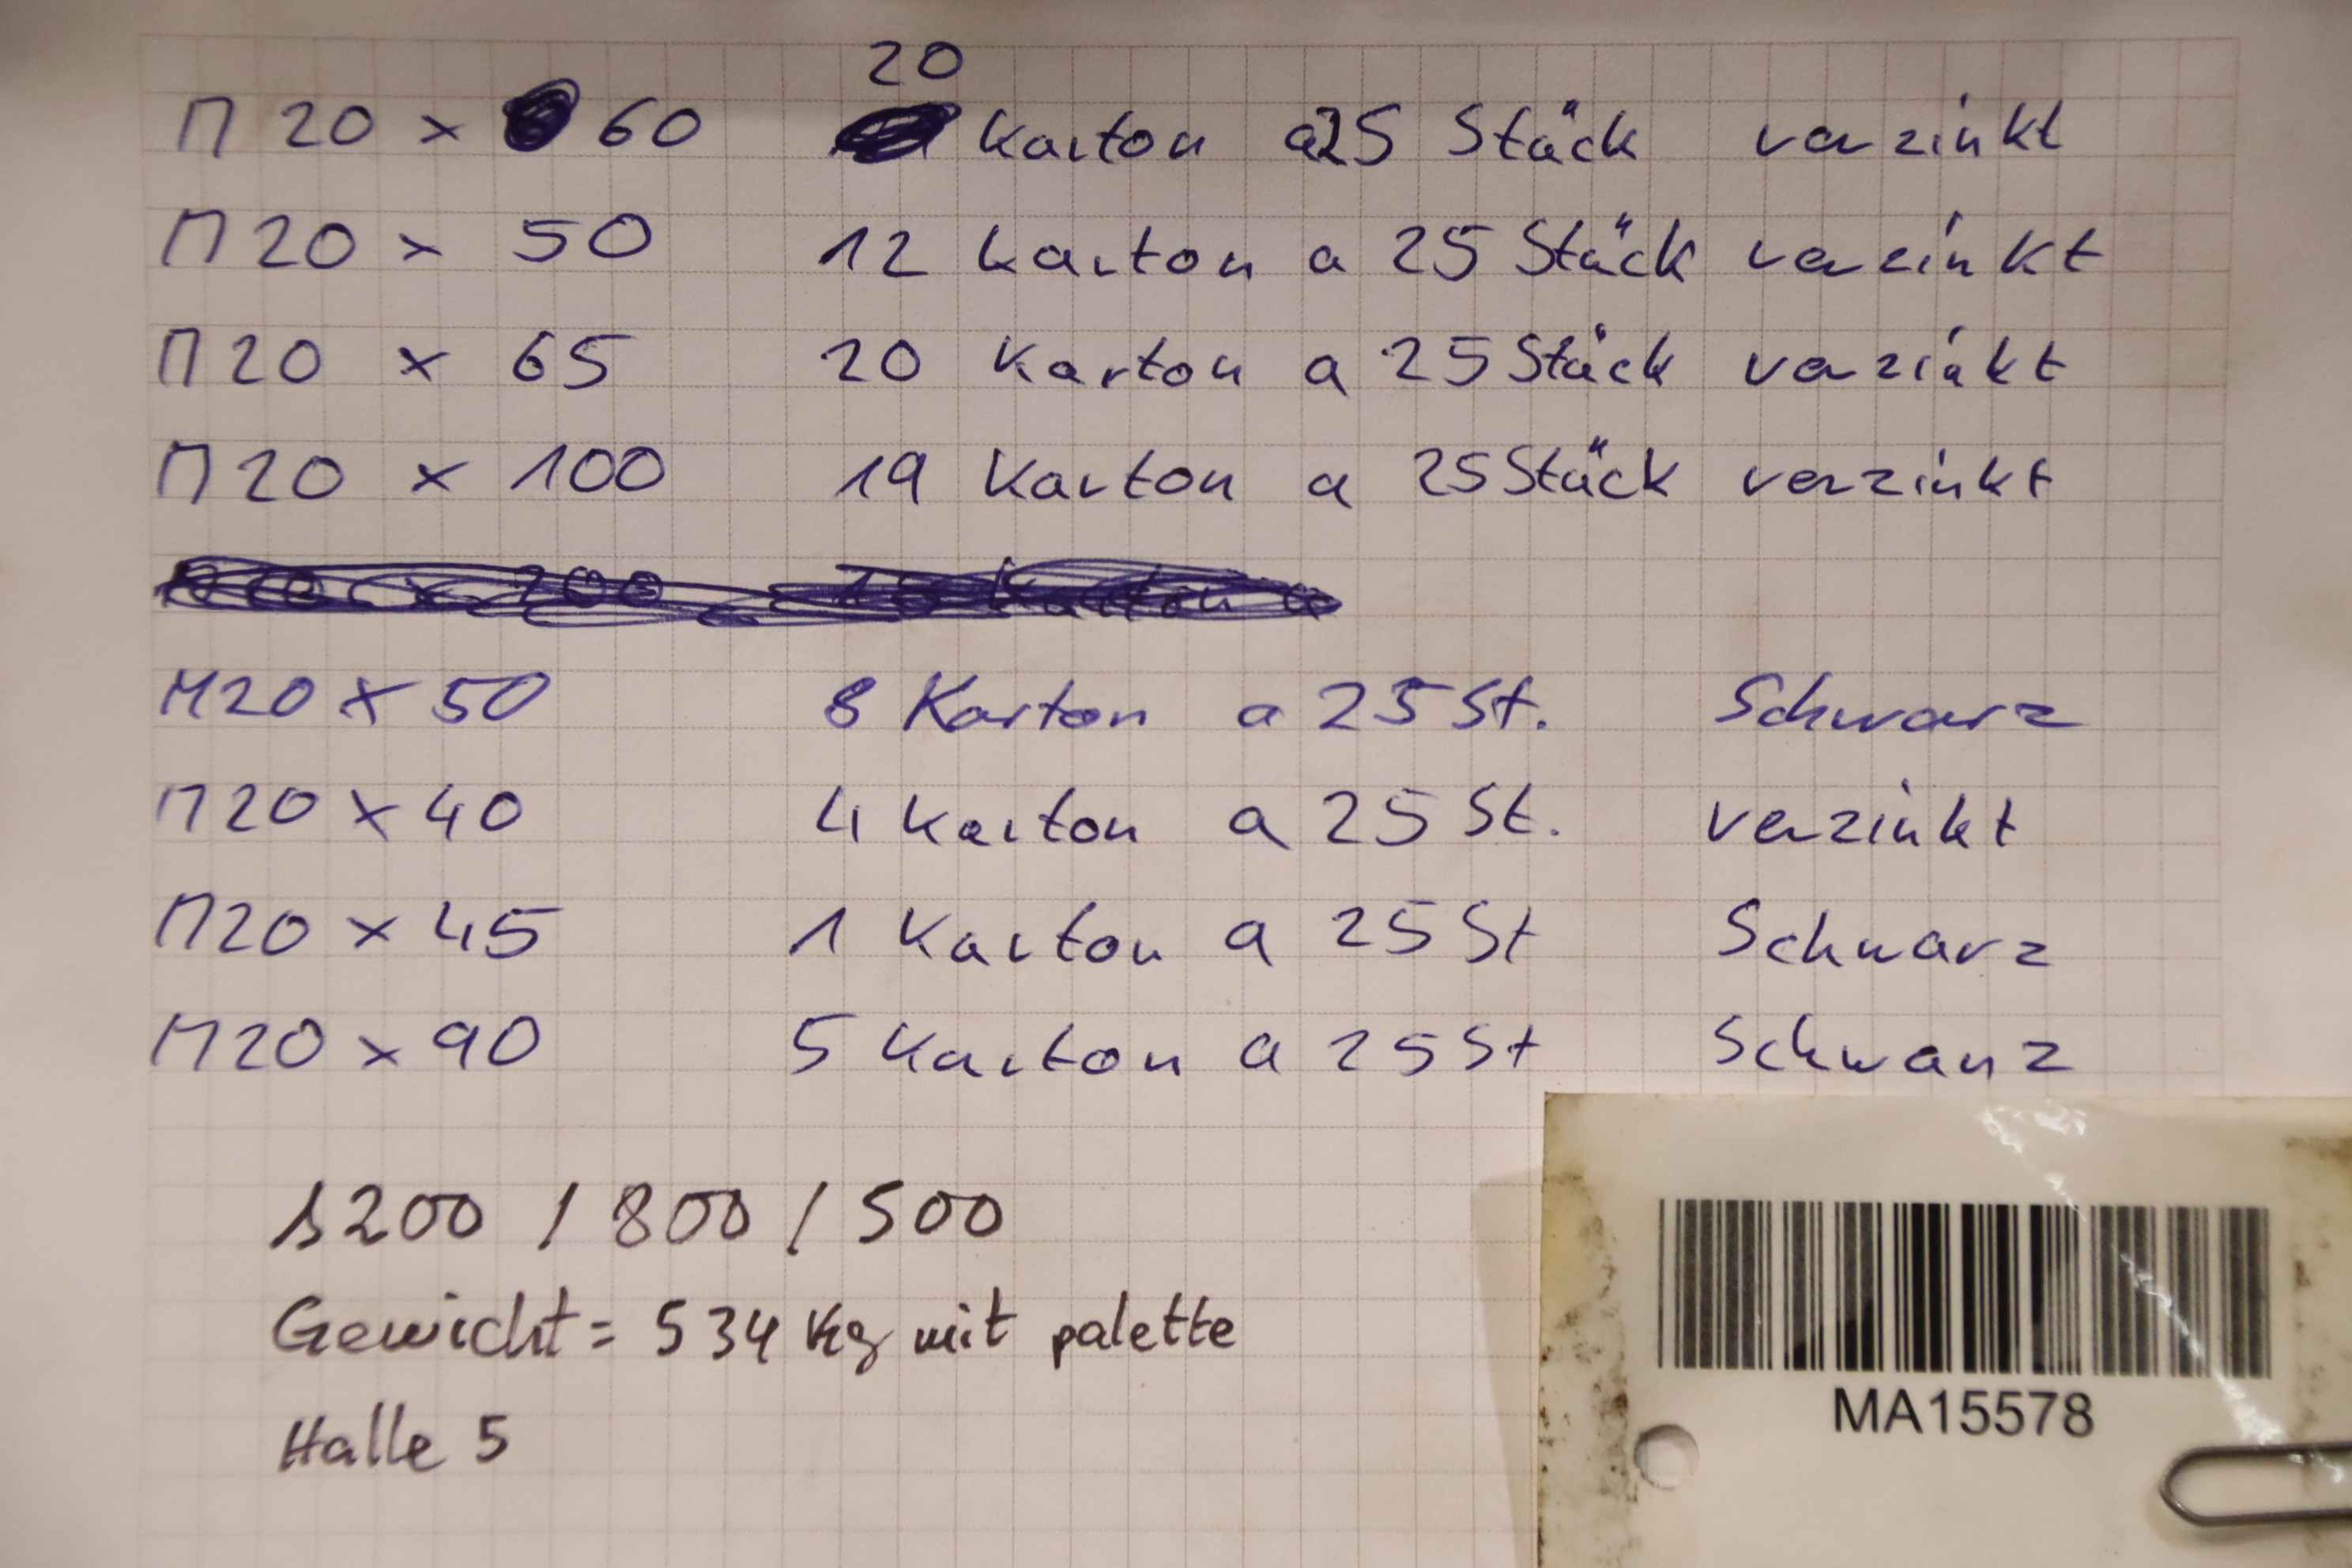 20
M 20 x 60 Karton a 25 Stück verzinkt
M20 x 50 12 Karton a 25 Stück verzinkt
M20 x 65 20 Karton a 25 Stück verzinkt
M20 x 100 19 Karton a 25 Stück verzinkt
M20 x 50 8 Karton a 25 St. Schwarz
M20 x 40 4 Karton a 25 St. verzinkt
M20 x 45 1 Karton a 25 St Schwarz
M20 x 90 5 Karton a 25 St Schwarz
1200 / 800 / 500
Gewicht = 534 Kg mit palette
Halle 5
MA15578